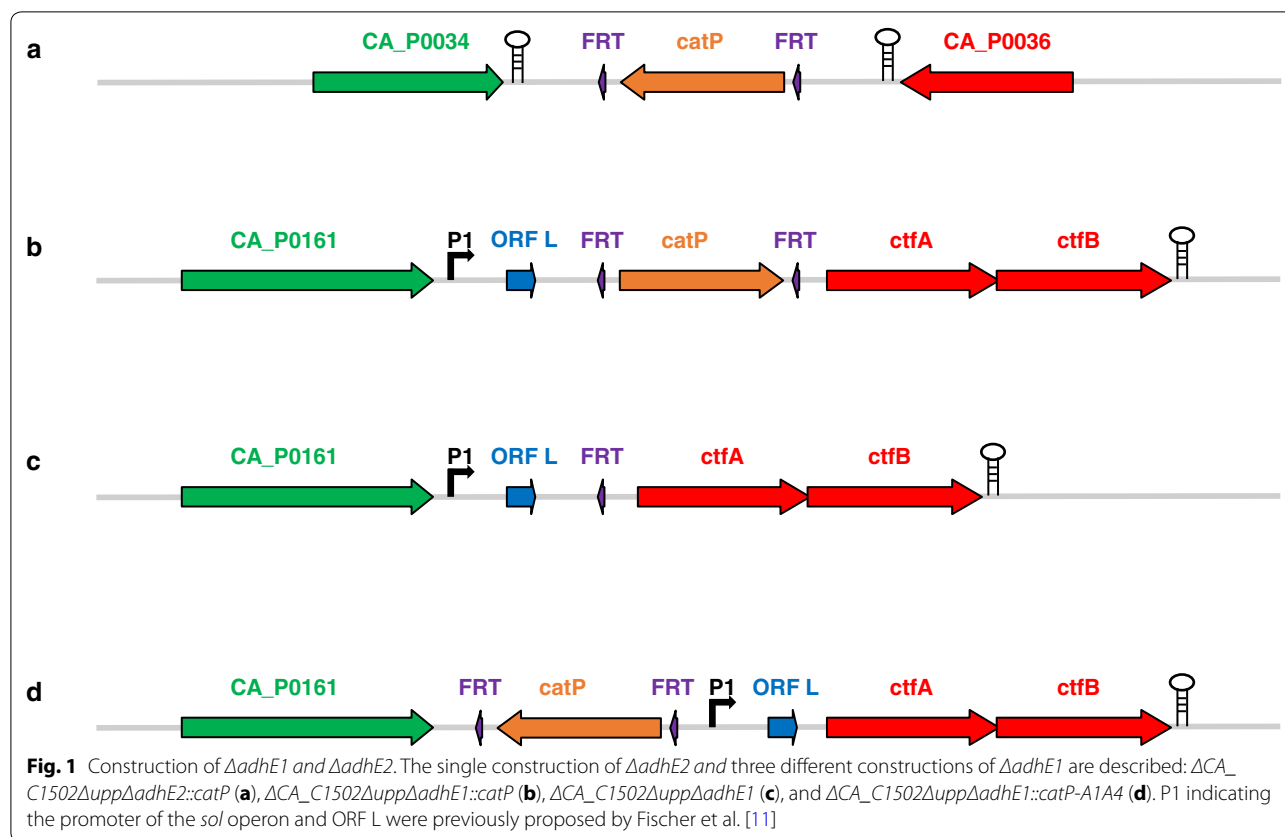 a
CA_P0034 FRT catP FRT CA_P0036
b
CA_P0161 P1 ORF L FRT catP FRT ctfA ctfB
c
CA_P0161 P1 ORF L FRT ctfA ctfB
d
CA_P0161 FRT catP FRT P1 ORF L ctfA ctfB
Fig. 1 Construction of ΔadhE1 and ΔadhE2. The single construction of ΔadhE2 and three different constructions of ΔadhE1 are described: ΔCA_
C1502ΔuppΔadhE2::catP (a), ΔCA_C1502ΔuppΔadhE1::catP (b), ΔCA_C1502ΔuppΔadhE1 (c), and ΔCA_C1502ΔuppΔadhE1::catP-A1A4 (d). P1 indicating
the promoter of the sol operon and ORF L were previously proposed by Fischer et al. [11]